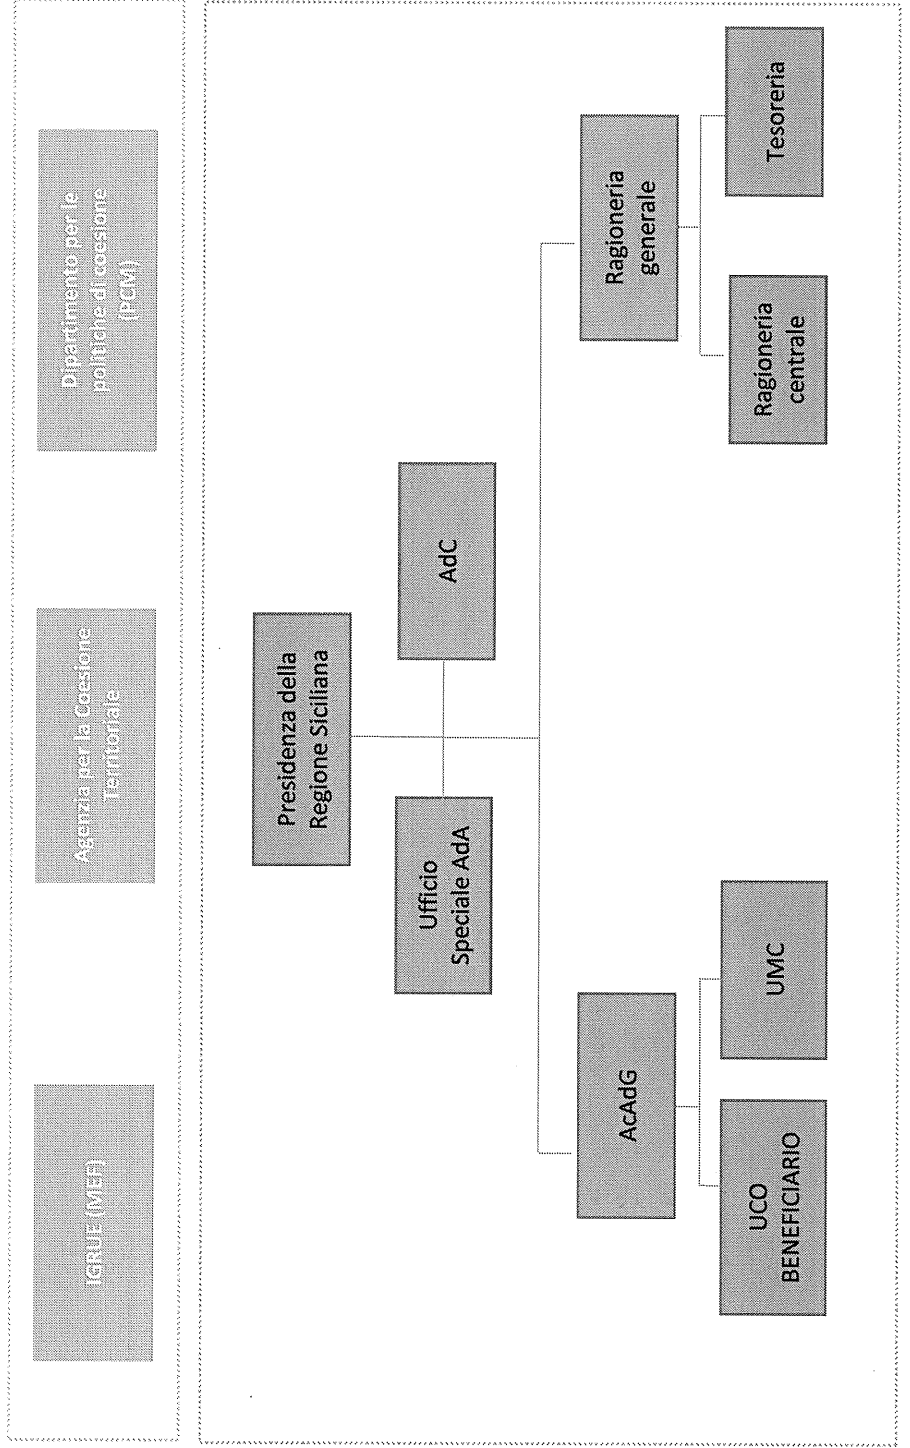 IGRUE (MEF)
Agenzia per la Coesione
Territoriale
Dipartimento per le
politiche di coesione
(PCM)
Presidenza della
Regione Siciliana
Ufficio
Speciale AdA
AdC
AcAdG
Ragioneria
generale
UCO
BENEFICIARIO
UMC
Ragioneria
centrale
Tesoreria